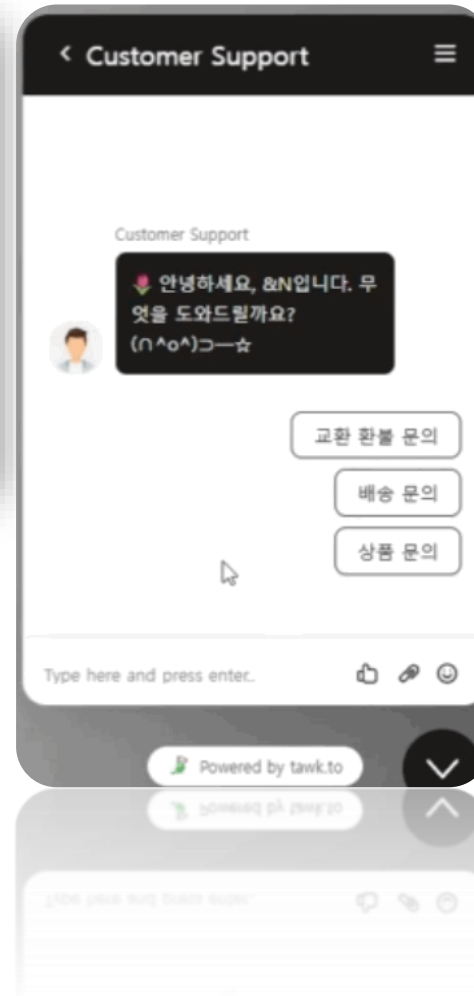 Customer Support
Customer Support
🌷 안녕하세요, &N입니다. 무
엇을 도와드릴까요?
(∩^o^)⊃━☆
교환 환불 문의
배송 문의
상품 문의
Type here and press enter..
Powered by tawk.to